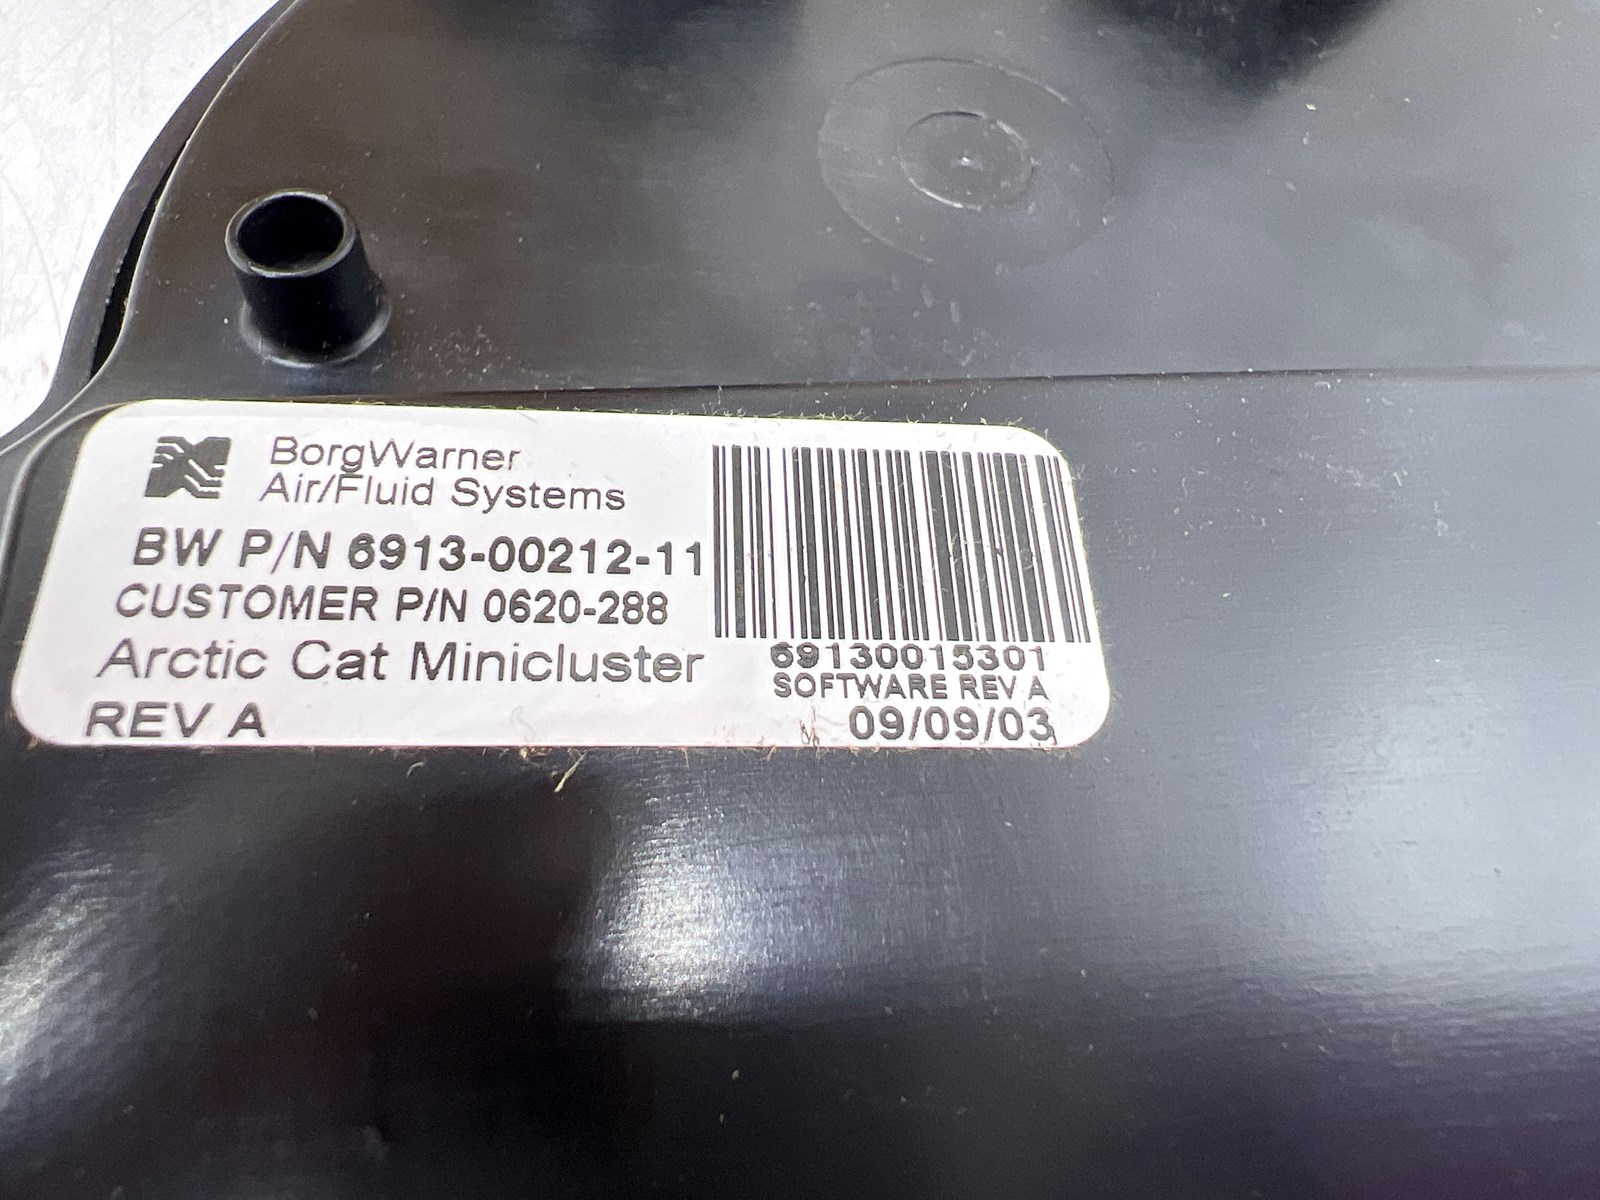 BorgWarner
Air/Fluid Systems
BW P/N 6913-00212-11
CUSTOMER P/N 0620-288
Arctic Cat Minicluster
REV A
69130015301
SOFTWARE REV A
09/09/03